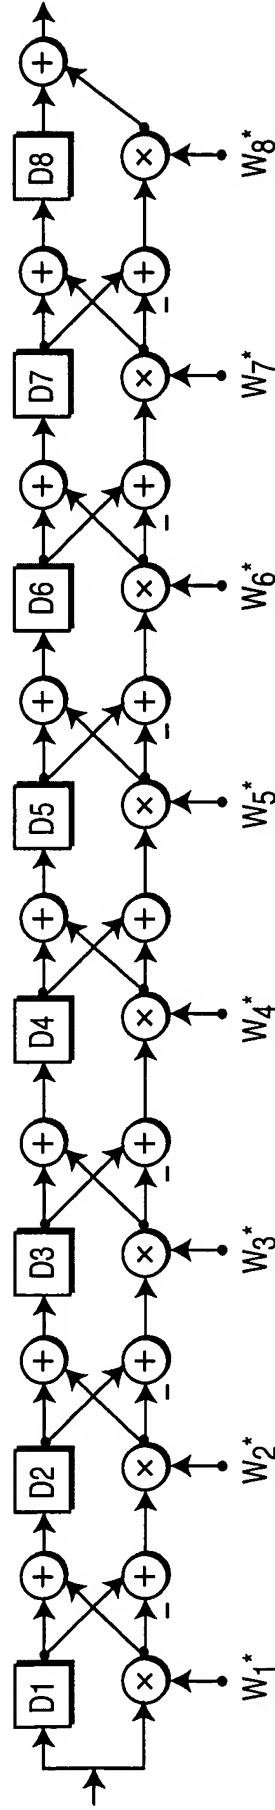 D1 + D2 + D3 + D4 + D5 + D6 + D7 + D8 +
× + × + × + × + × + × + × + ×
− − − − − −
W₁* W₂* W₃* W₄* W₅* W₆* W₇* W₈*